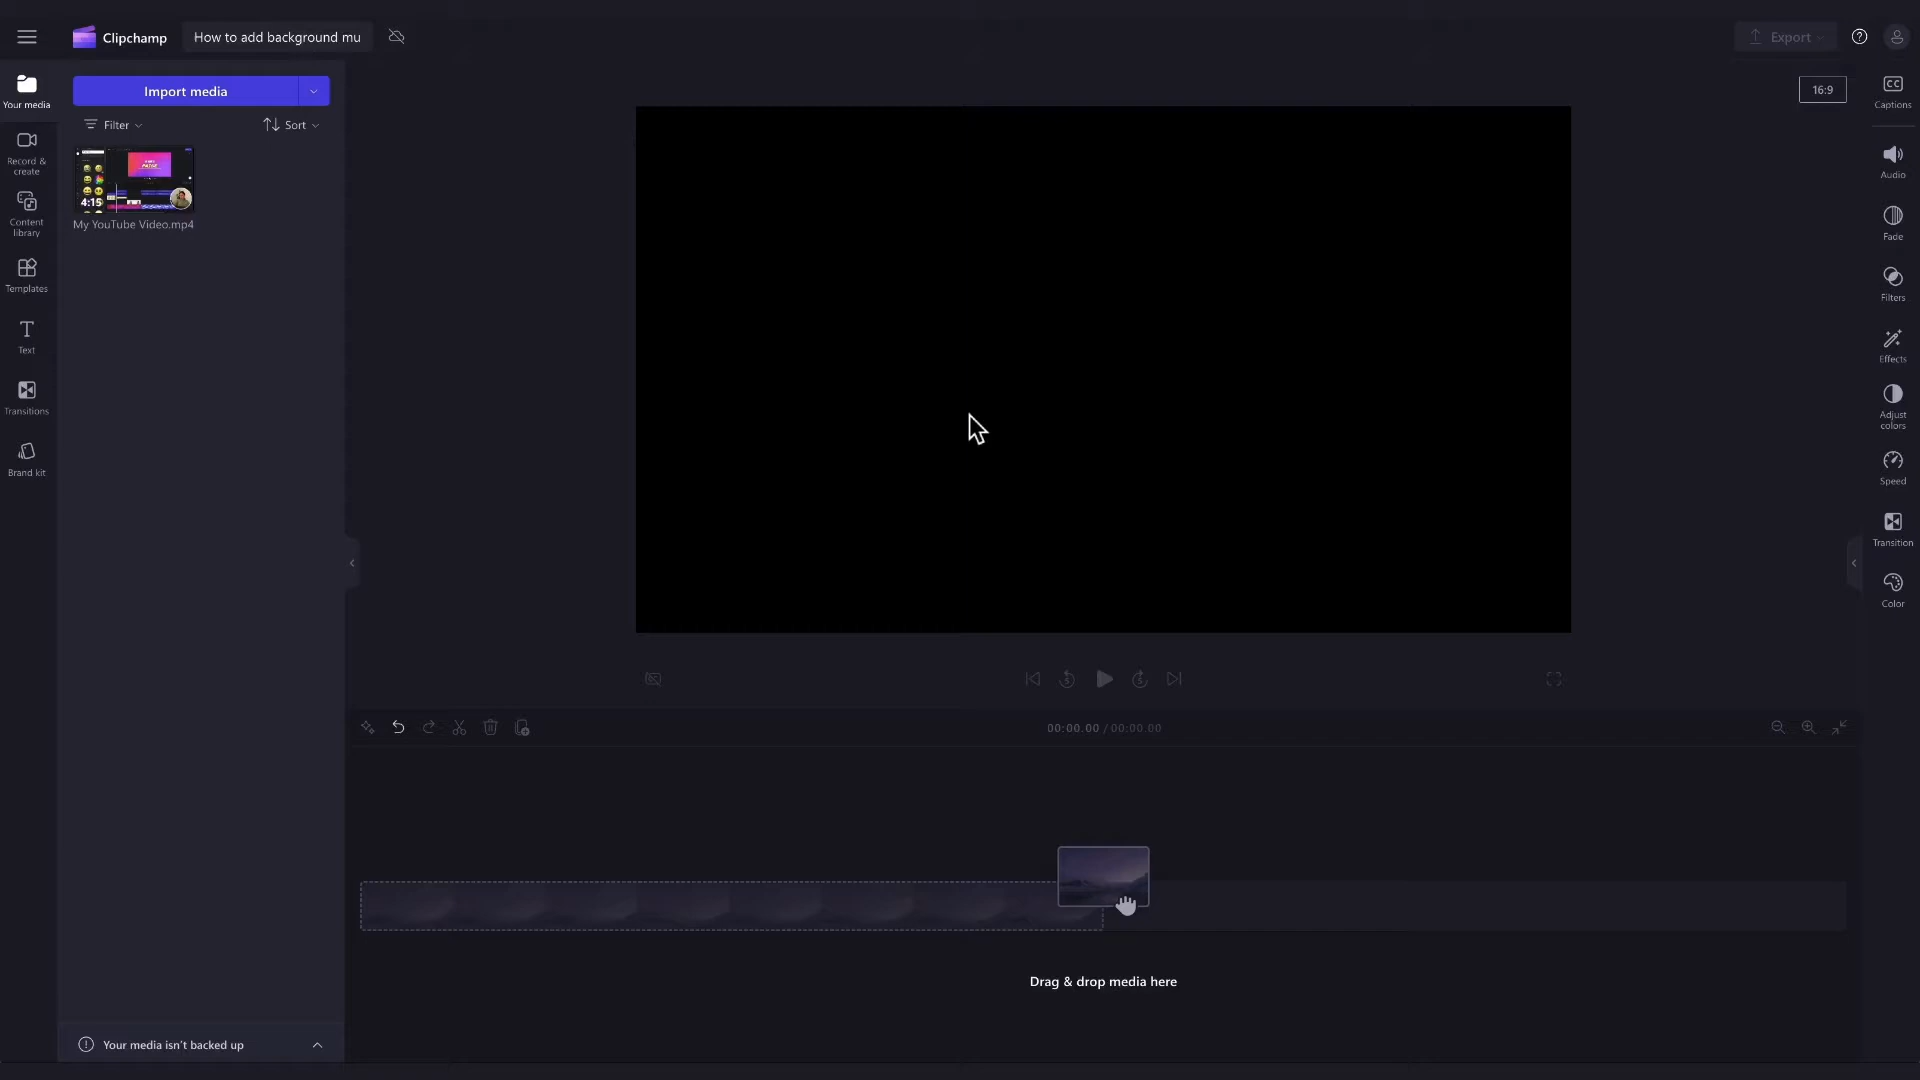 Clipchamp
How to add background mu
Export
Your media
Import media
16:9
Captions
Filter
Sort
Record &
create
4:15
My YouTube Video.mp4
Audio
Content
library
Fade
Templates
Filters
Text
Effects
Transitions
Adjust
colors
Brand kit
Speed
Transition
Color
00:00.00 / 00:00.00
Drag & drop media here
Your media isn't backed up